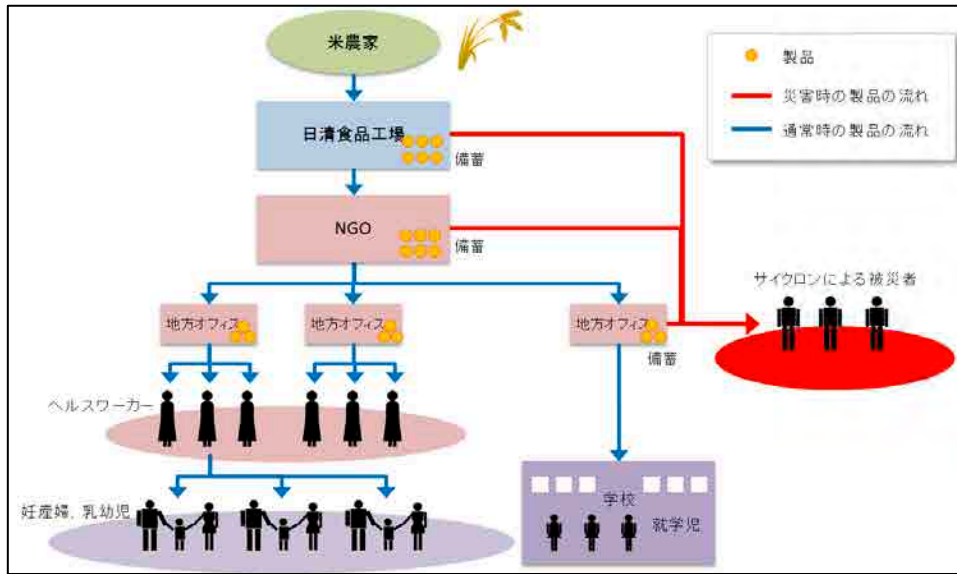 米農家
製品
災害時の製品の流れ
通常時の製品の流れ
日清食品工場
備蓄
NGO
備蓄
サイクロンによる被災者
地方オフィス
地方オフィス
地方オフィス
備蓄
ヘルスワーカー
妊産婦，乳幼児
学校
就学児